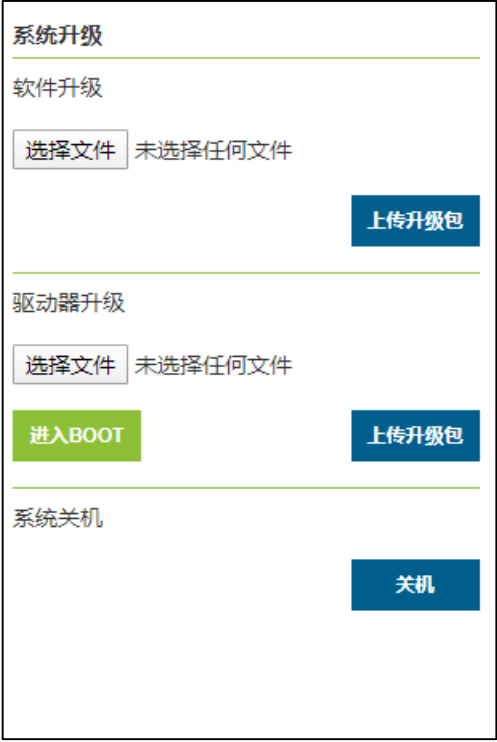 系统升级
软件升级
选择文件 未选择任何文件
上传升级包
驱动器升级
选择文件 未选择任何文件
进入BOOT 上传升级包
系统关机
关机